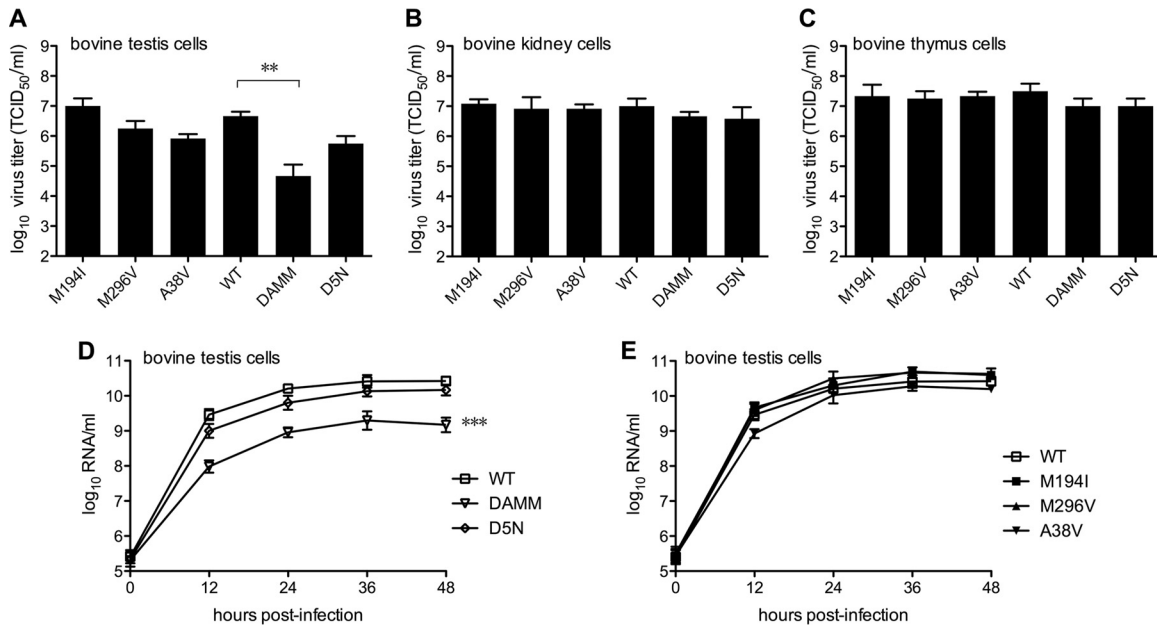 A bovine testis cells
log10 virus titer (TCID50/ml)
9
8
7
6
5
4
3
2
**
M194I M296V A38V WT DAMM D5N
B bovine kidney cells
log10 virus titer (TCID50/ml)
9
8
7
6
5
4
3
2
M194I M296V A38V WT DAMM D5N
C bovine thymus cells
log10 virus titer (TCID50/ml)
9
8
7
6
5
4
3
2
M194I M296V A38V WT DAMM D5N
D bovine testis cells
log10 RNA/ml
11
10
9
8
7
6
5
***
WT
DAMM
D5N
0 12 24 36 48
hours post-infection
E bovine testis cells
log10 RNA/ml
11
10
9
8
7
6
5
WT
M194I
M296V
A38V
0 12 24 36 48
hours post-infection